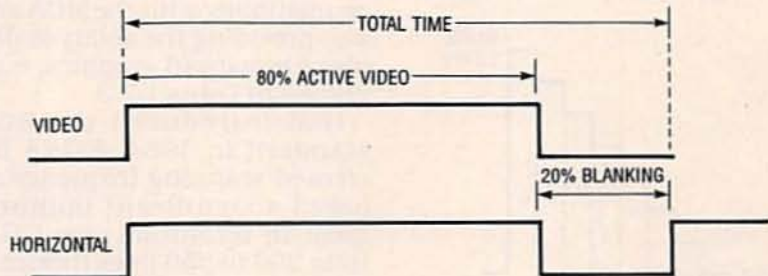 TOTAL TIME
80% ACTIVE VIDEO
VIDEO
20% BLANKING
HORIZONTAL